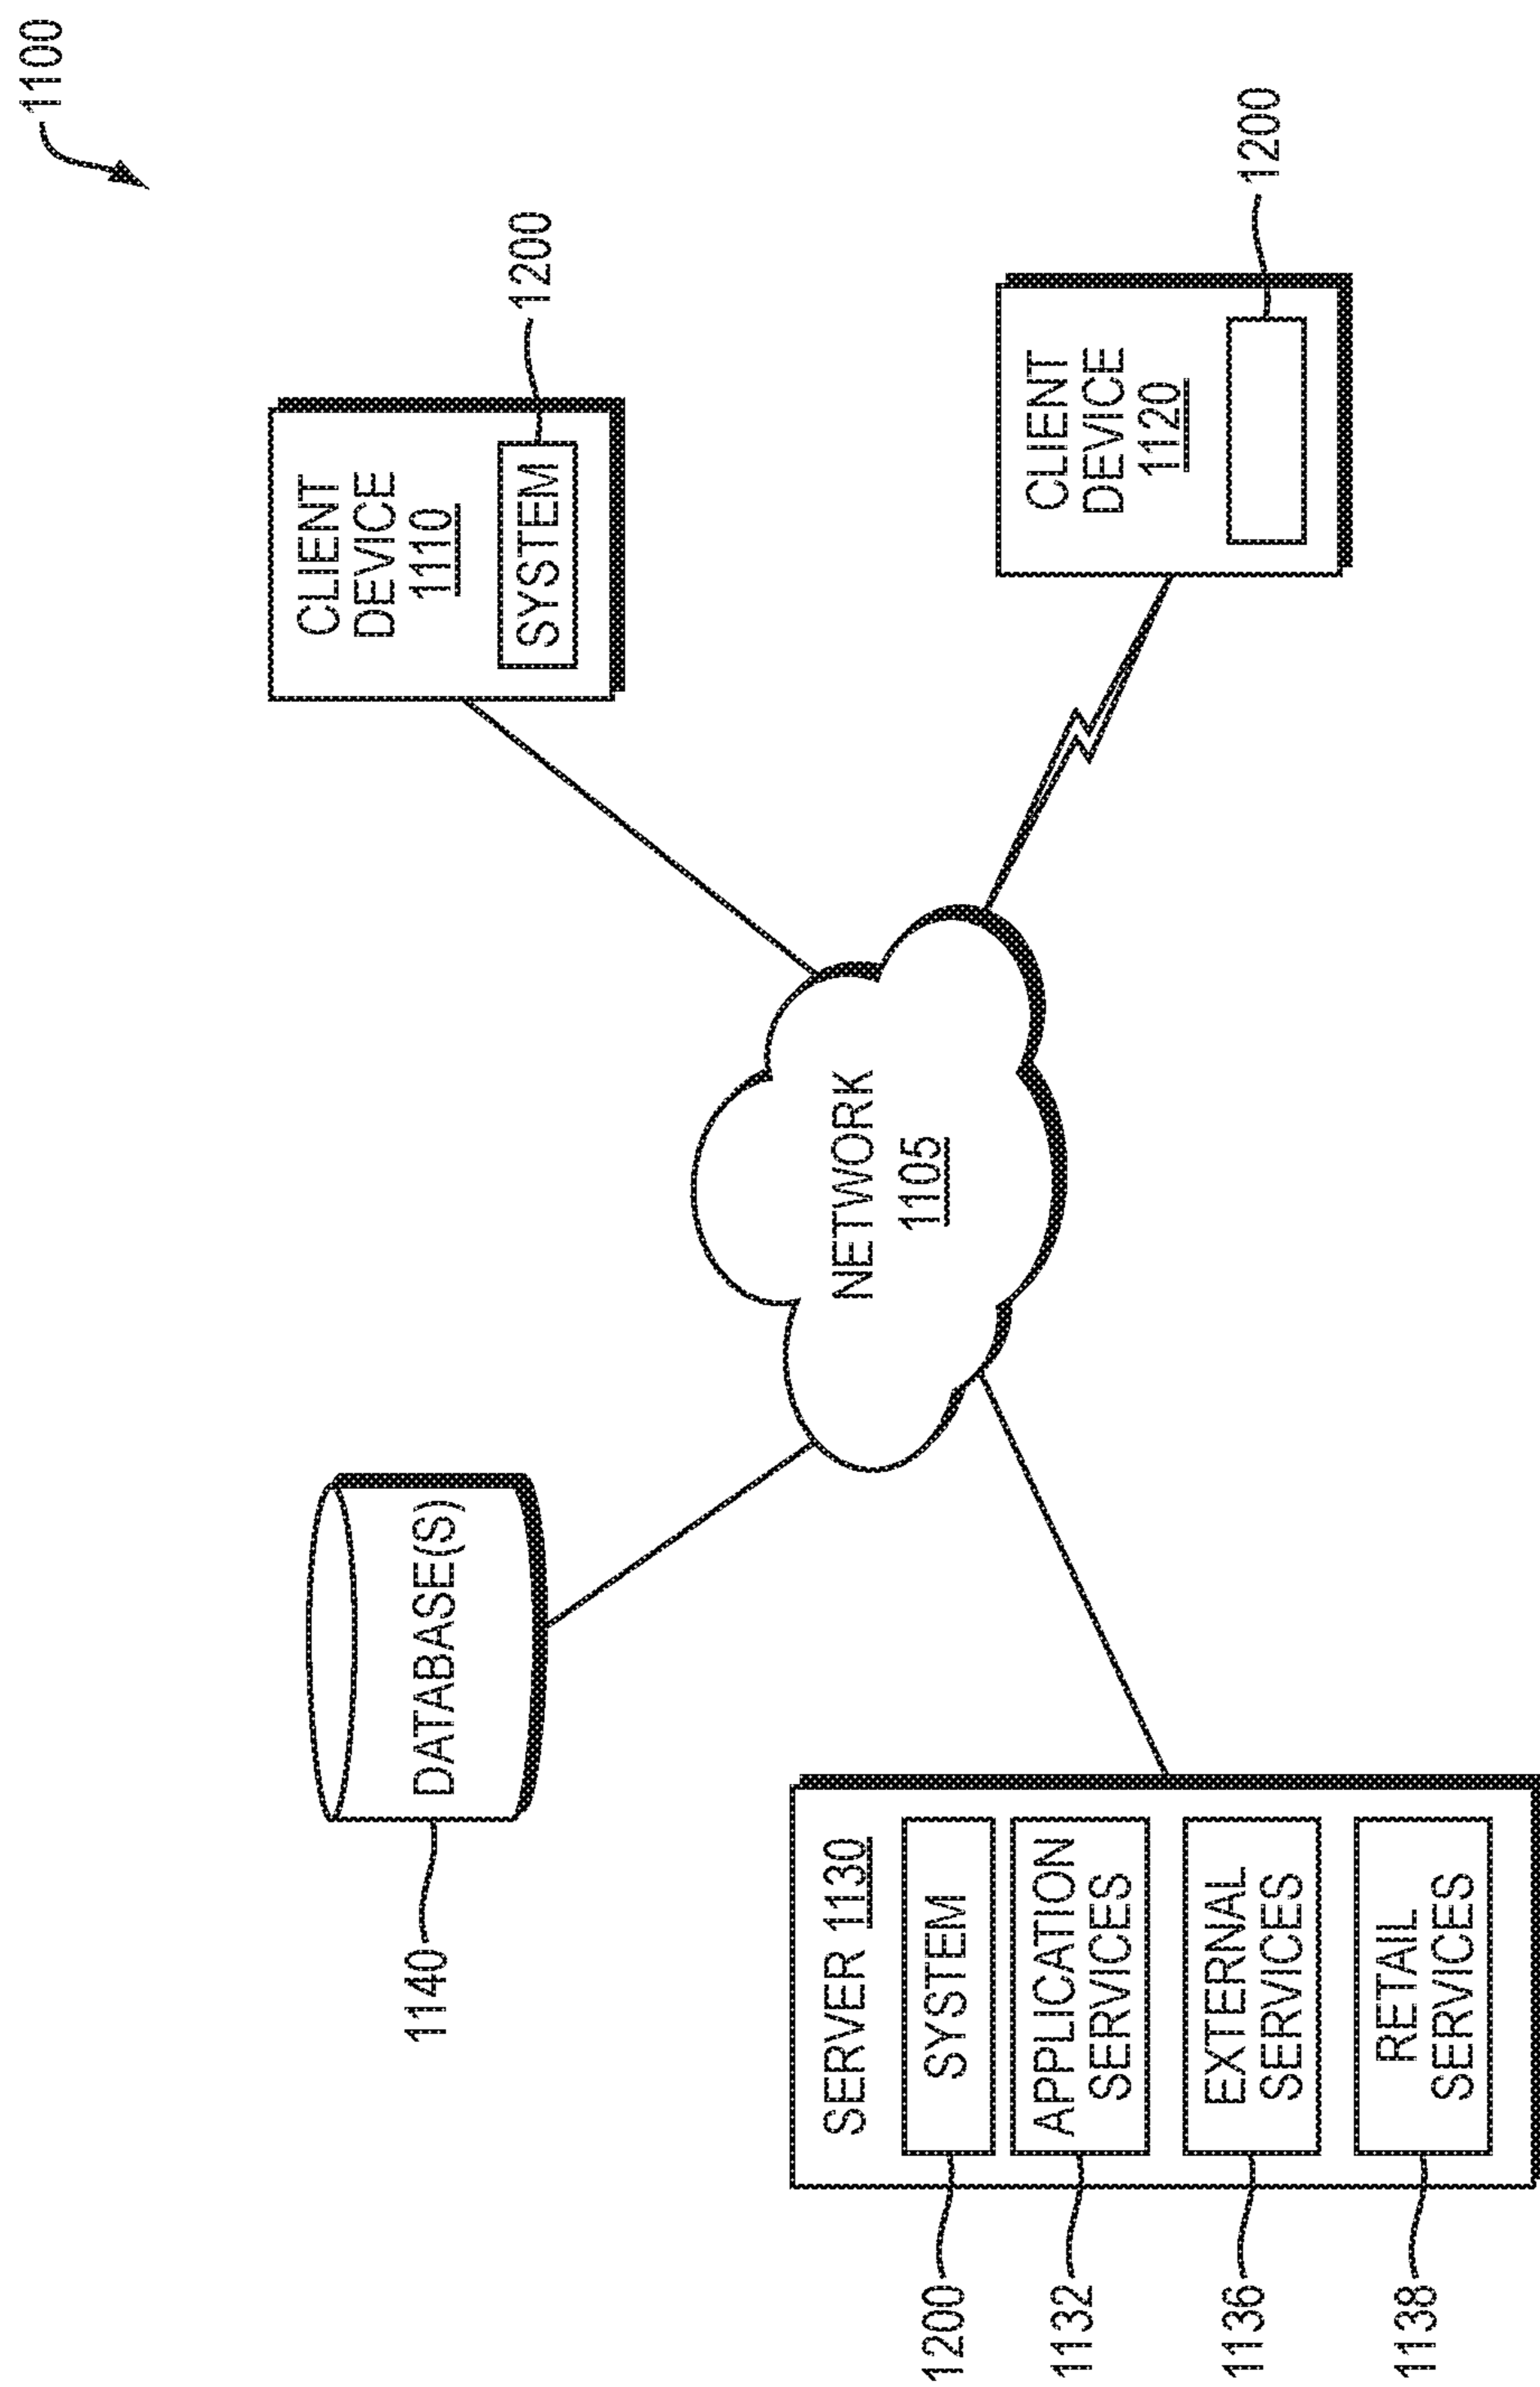 1100
1140
DATABASE(S)
CLIENT
DEVICE
1110
SYSTEM
1200
NETWORK
1105
SERVER 1130
1200
SYSTEM
1132
APPLICATION
SERVICES
1136
EXTERNAL
SERVICES
1138
RETAIL
SERVICES
CLIENT
DEVICE
1120
1200